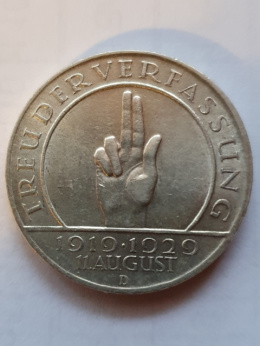 TREU DER VERFASSUNG
1919·1929
11.AUGUST
D